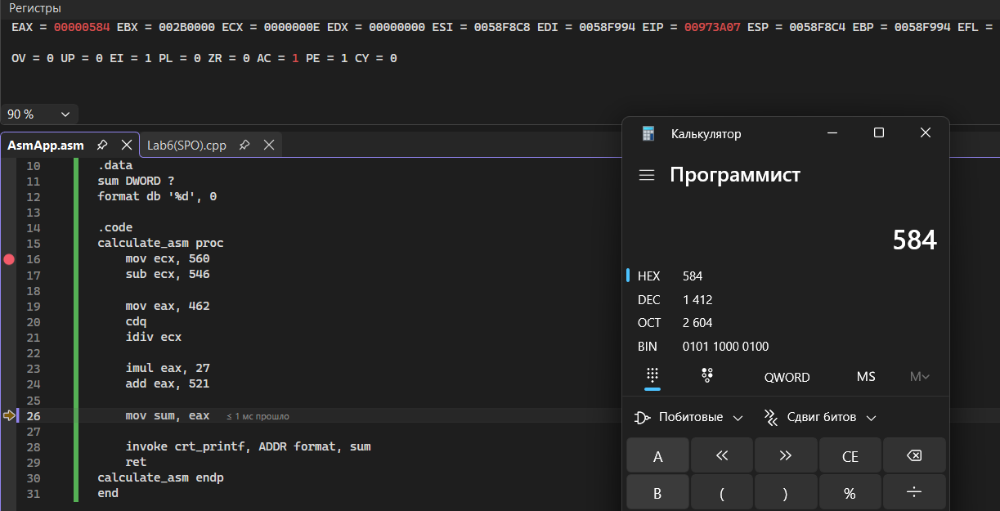 Регистры
EAX = 00000584 EBX = 002B0000 ECX = 0000000E EDX = 00000000 ESI = 0058F8C8 EDI = 0058F994 EIP = 00973A07 ESP = 0058F8C4 EBP = 0058F994 EFL =
OV = 0 UP = 0 EI = 1 PL = 0 ZR = 0 AC = 1 PE = 1 CY = 0
90 %
AsmApp.asm Lab6(SPO).cpp
10 .data
11 sum DWORD ?
12 format db '%d', 0
13
14 .code
15 calculate_asm proc
16 mov ecx, 560
17 sub ecx, 546
18
19 mov eax, 462
20 cdq
21 idiv ecx
22
23 imul eax, 27
24 add eax, 521
25
26 mov sum, eax ≤ 1 мс прошло
27
28 invoke crt_printf, ADDR format, sum
29 ret
30 calculate_asm endp
31 end
Калькулятор
Программист
584
HEX 584
DEC 1 412
OCT 2 604
BIN 0101 1000 0100
QWORD MS M
Побитовые Сдвиг битов
A « » CE
B ( ) % ÷